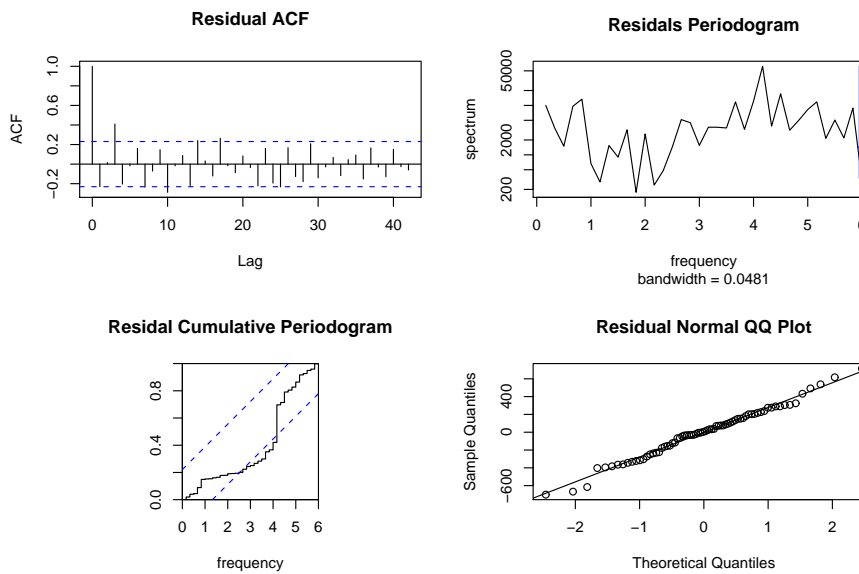 Residual ACF
ACF
−0.2 0.2 0.6 1.0
0 10 20 30 40
Lag
Residals Periodogram
spectrum
200 2000 50000
0 1 2 3 4 5 6
frequency
bandwidth = 0.0481
Residal Cumulative Periodogram
0.0 0.4 0.8
0 1 2 3 4 5 6
frequency
Residual Normal QQ Plot
Sample Quantiles
−600 0 400
−2 −1 0 1 2
Theoretical Quantiles